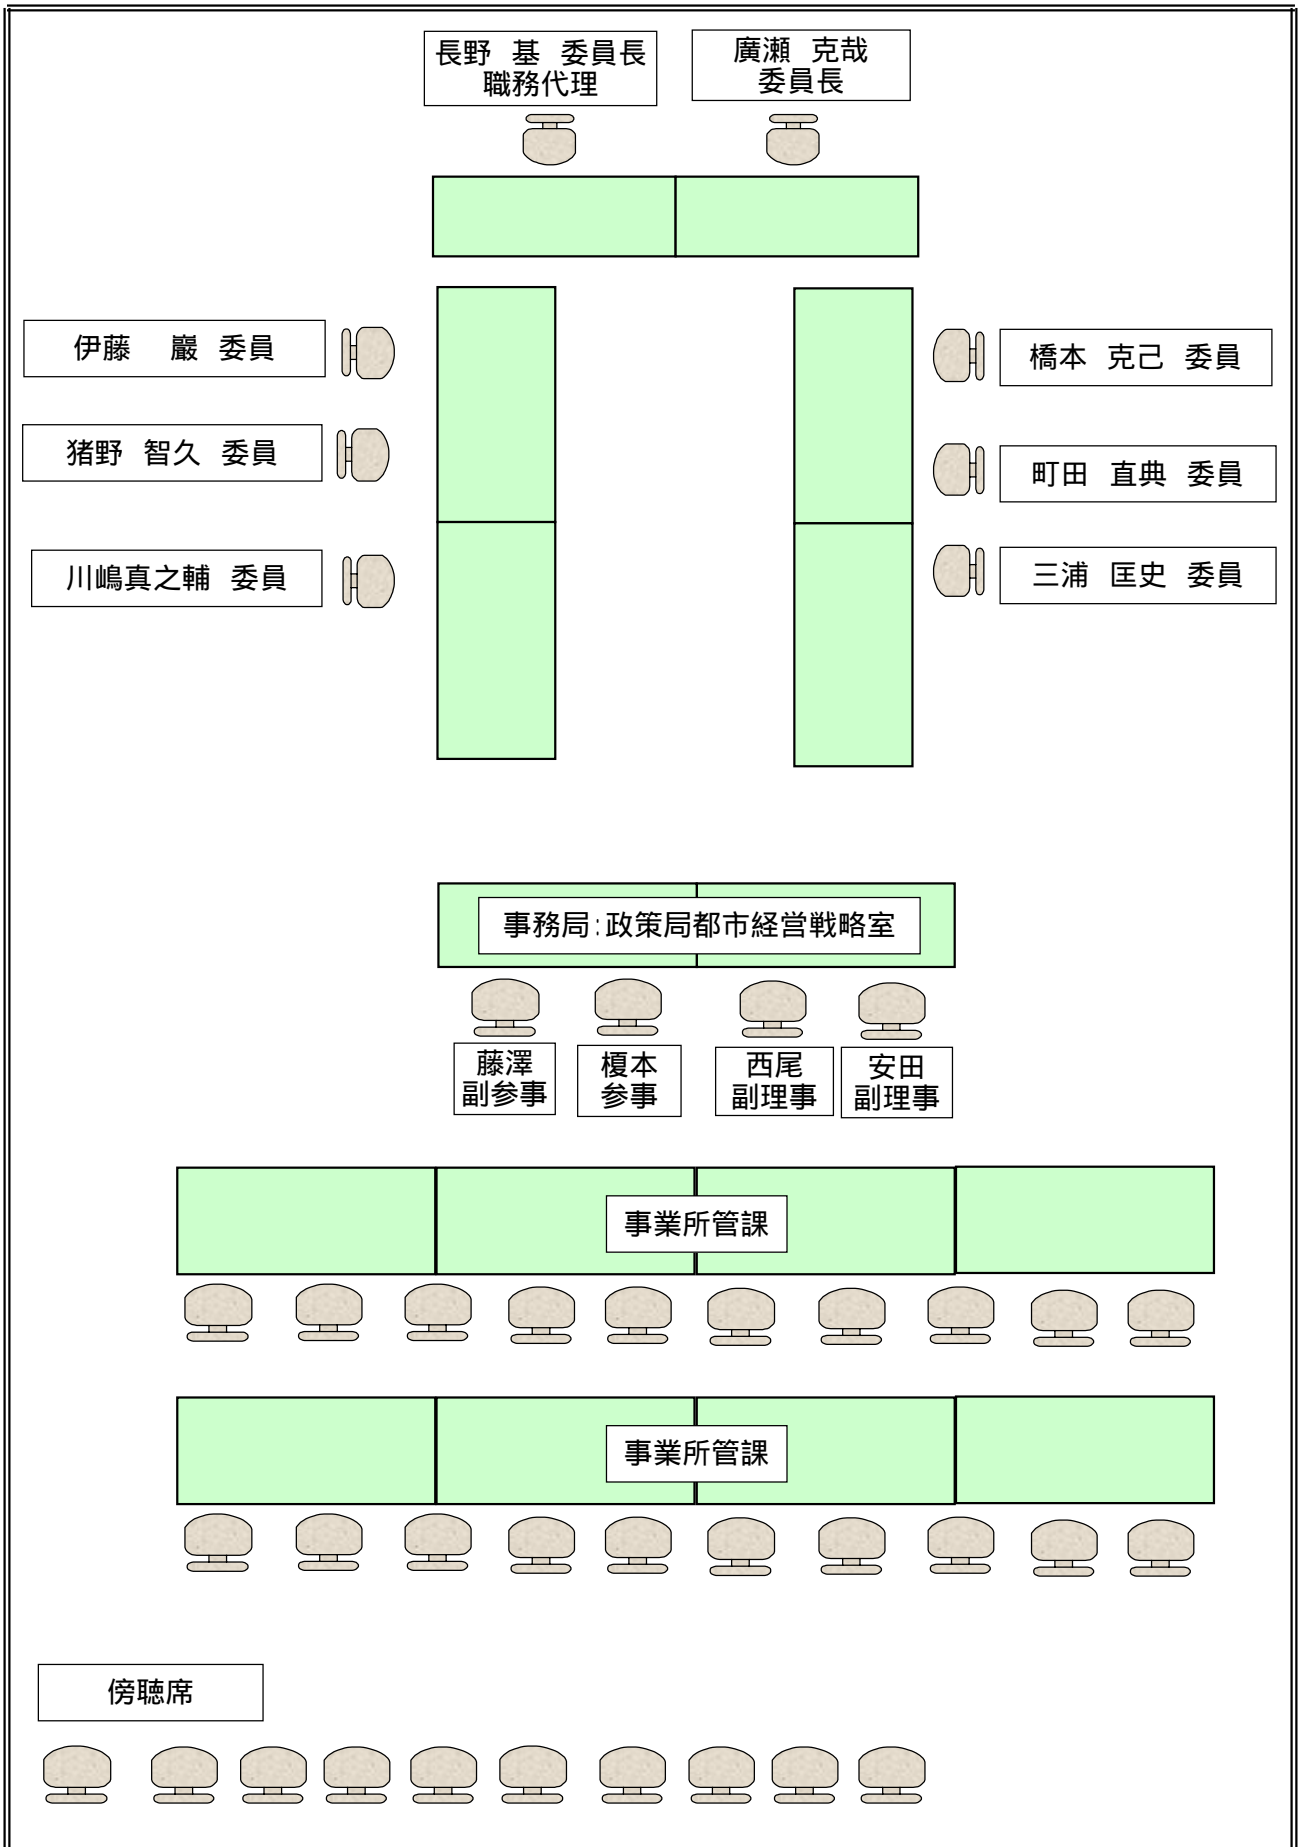 長野 基 委員長
職務代理
廣瀬 克哉
委員長
伊藤 巖 委員
橋本 克己 委員
猪野 智久 委員
町田 直典 委員
川嶋真之輔 委員
三浦 匡史 委員
事務局:政策局都市経営戦略室
藤澤
副参事
榎本
参事
西尾
副理事
安田
副理事
事業所管課
事業所管課
傍聴席